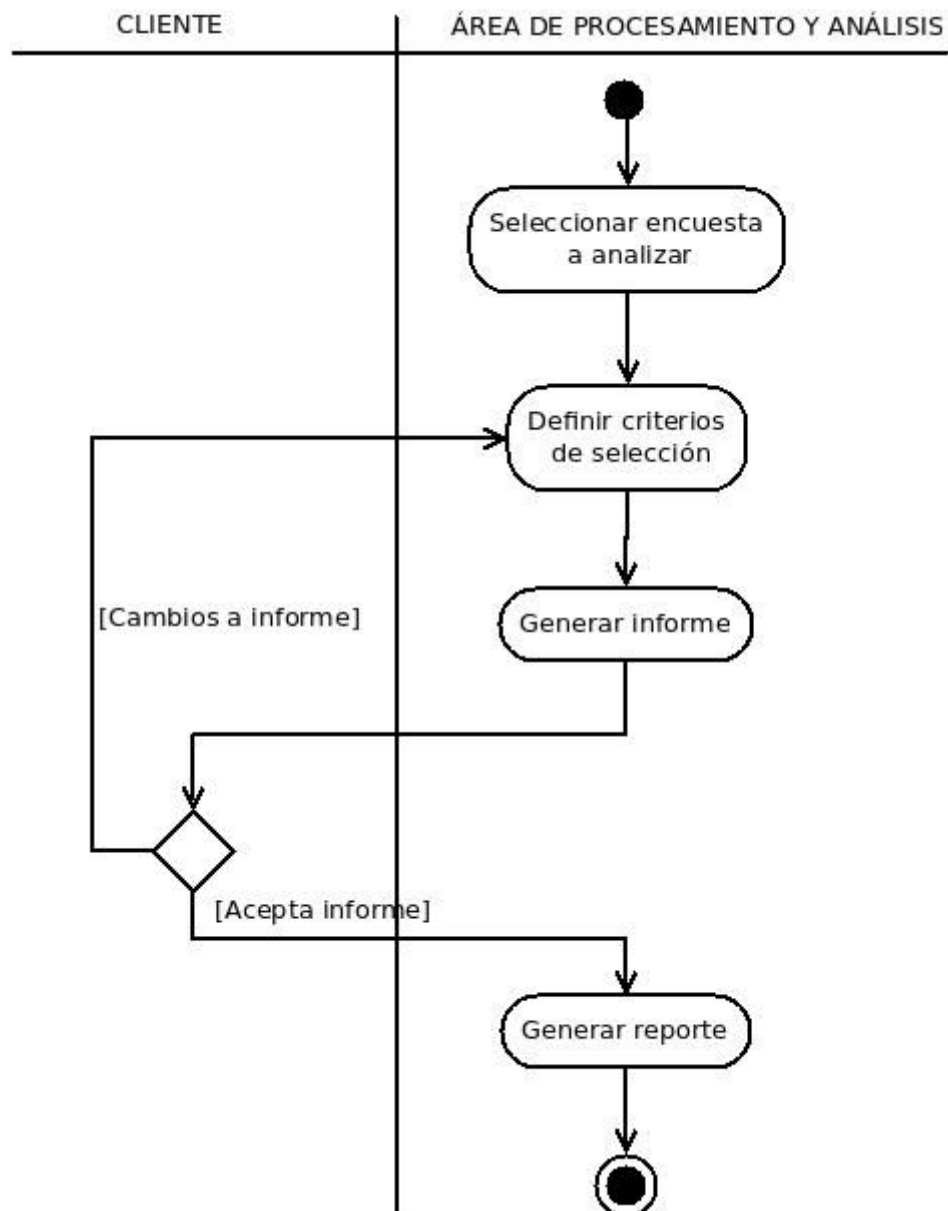 CLIENTE
ÁREA DE PROCESAMIENTO Y ANÁLISIS
Seleccionar encuesta
a analizar
Definir criterios
de selección
[Cambios a informe]
Generar informe
[Acepta informe]
Generar reporte